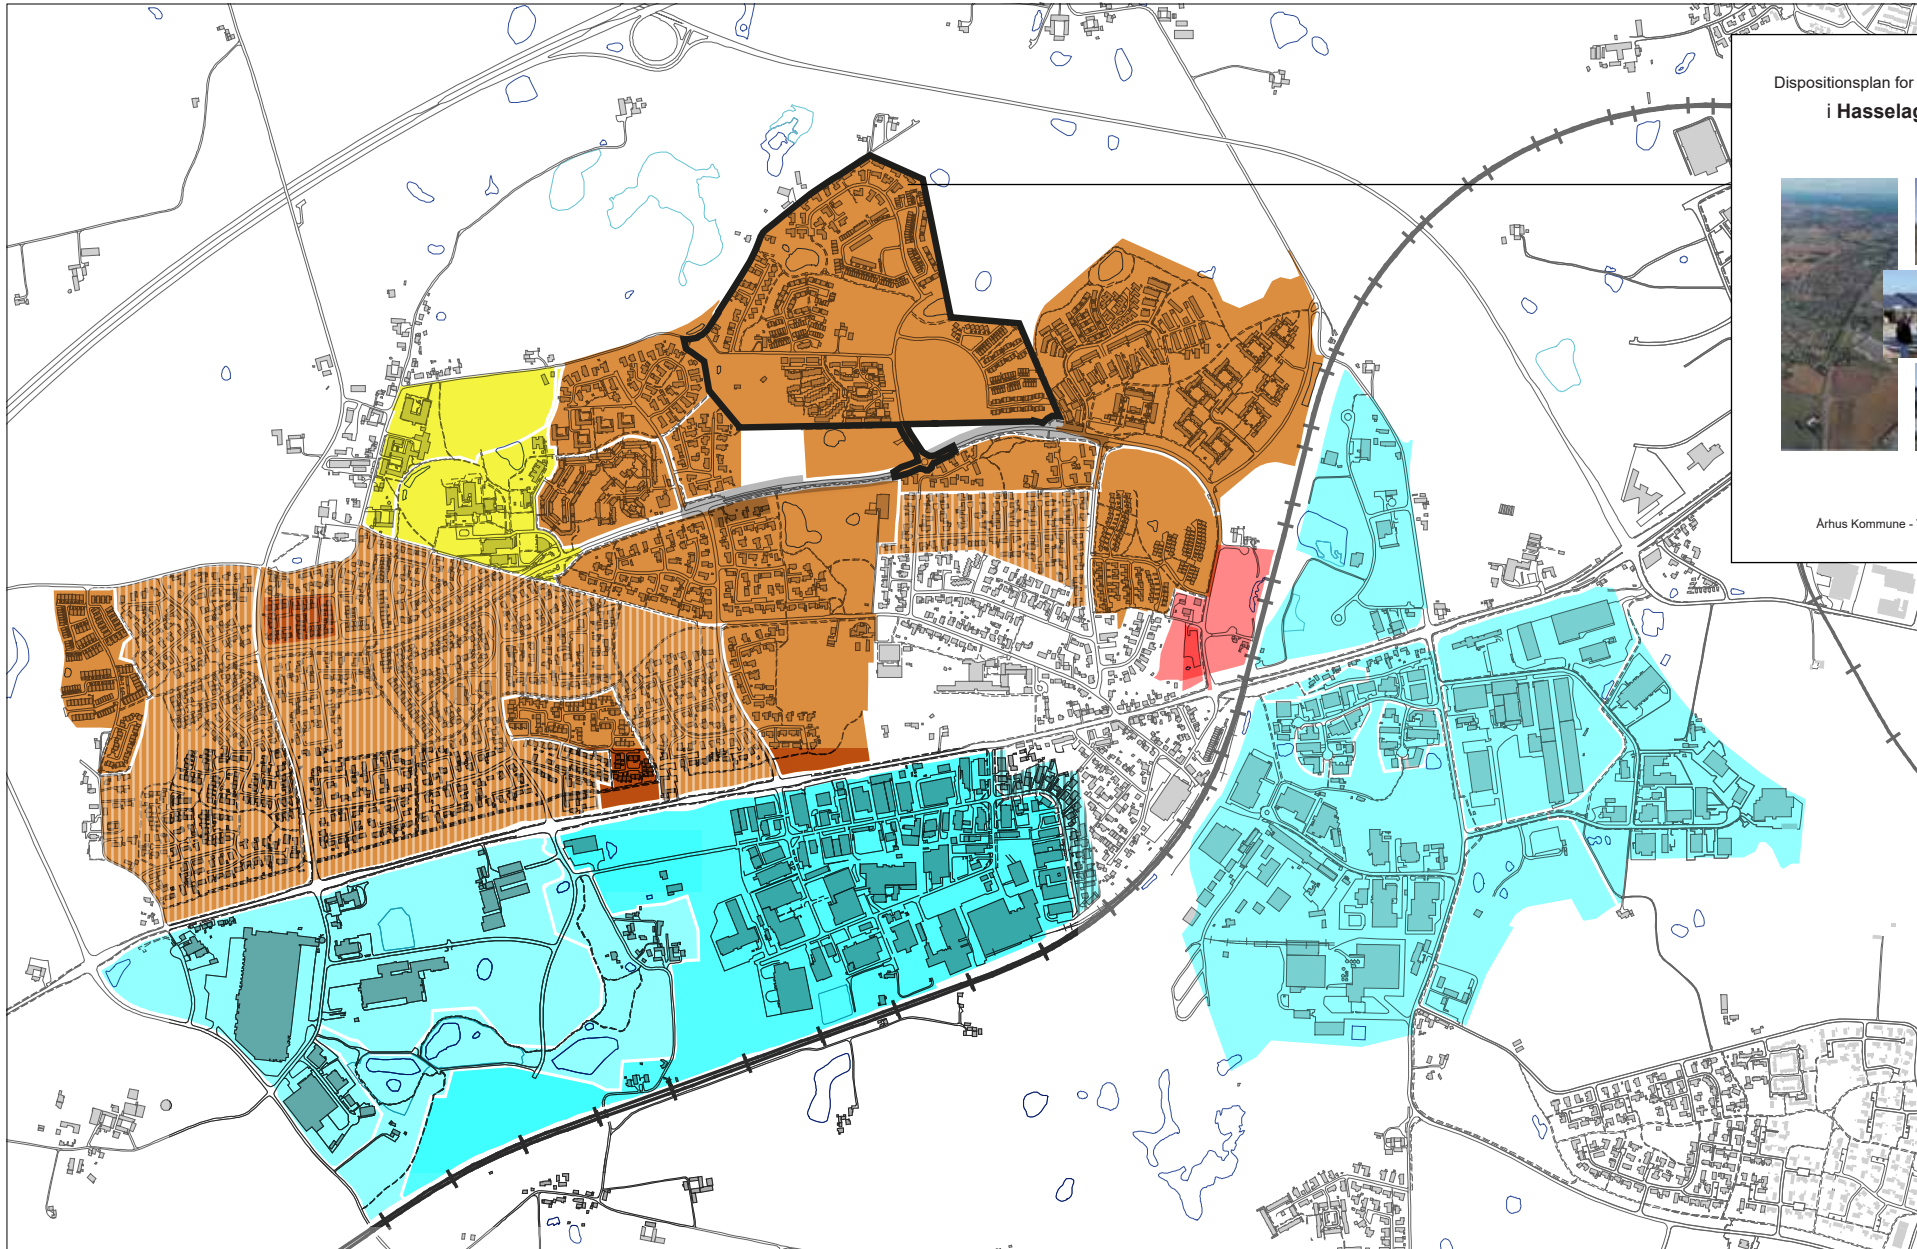 Dispositionsplan for
i Hasselag
Århus Kommune -